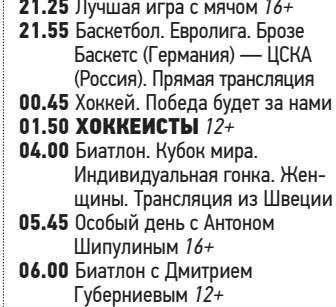 21.25 Лучшая игра с мячом 16+
21.55 Баскетбол. Евролига. Брозе
Баскетс (Германия) — ЦСКА
(Россия). Прямая трансляция
00.45 Хоккей. Победа будет за нами
01.50 ХОККЕИСТЫ 12+
04.00 Биатлон. Кубок мира.
Индивидуальная гонка. Жен-
щины. Трансляция из Швеции
05.45 Особый день с Антоном
Шипулиным 16+
06.00 Биатлон с Дмитрием
Губерниевым 12+